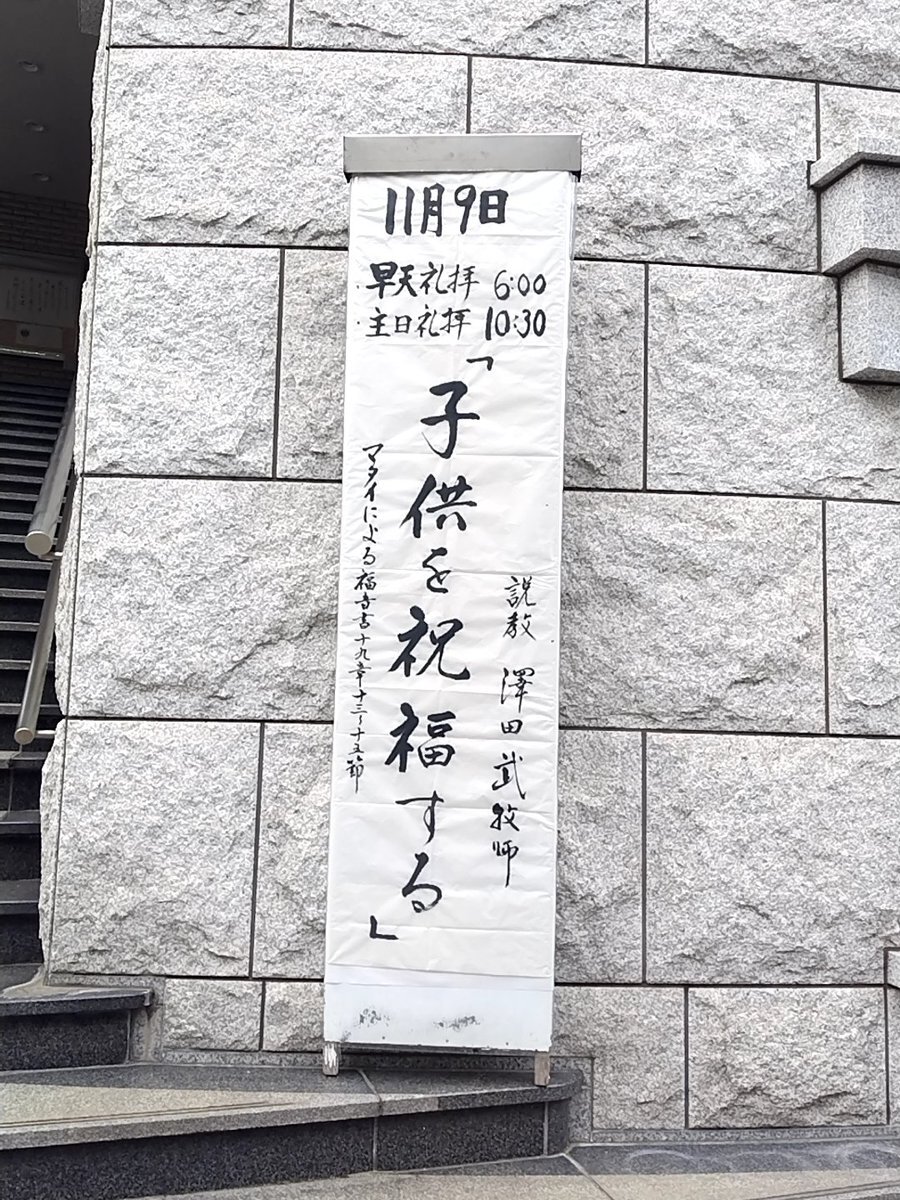 11月9日
・早天礼拝 6:00
・主日礼拝 10:30
説教 澤田武牧師
「子供を祝福する」
マタイによる福音書十九章十三~十五節